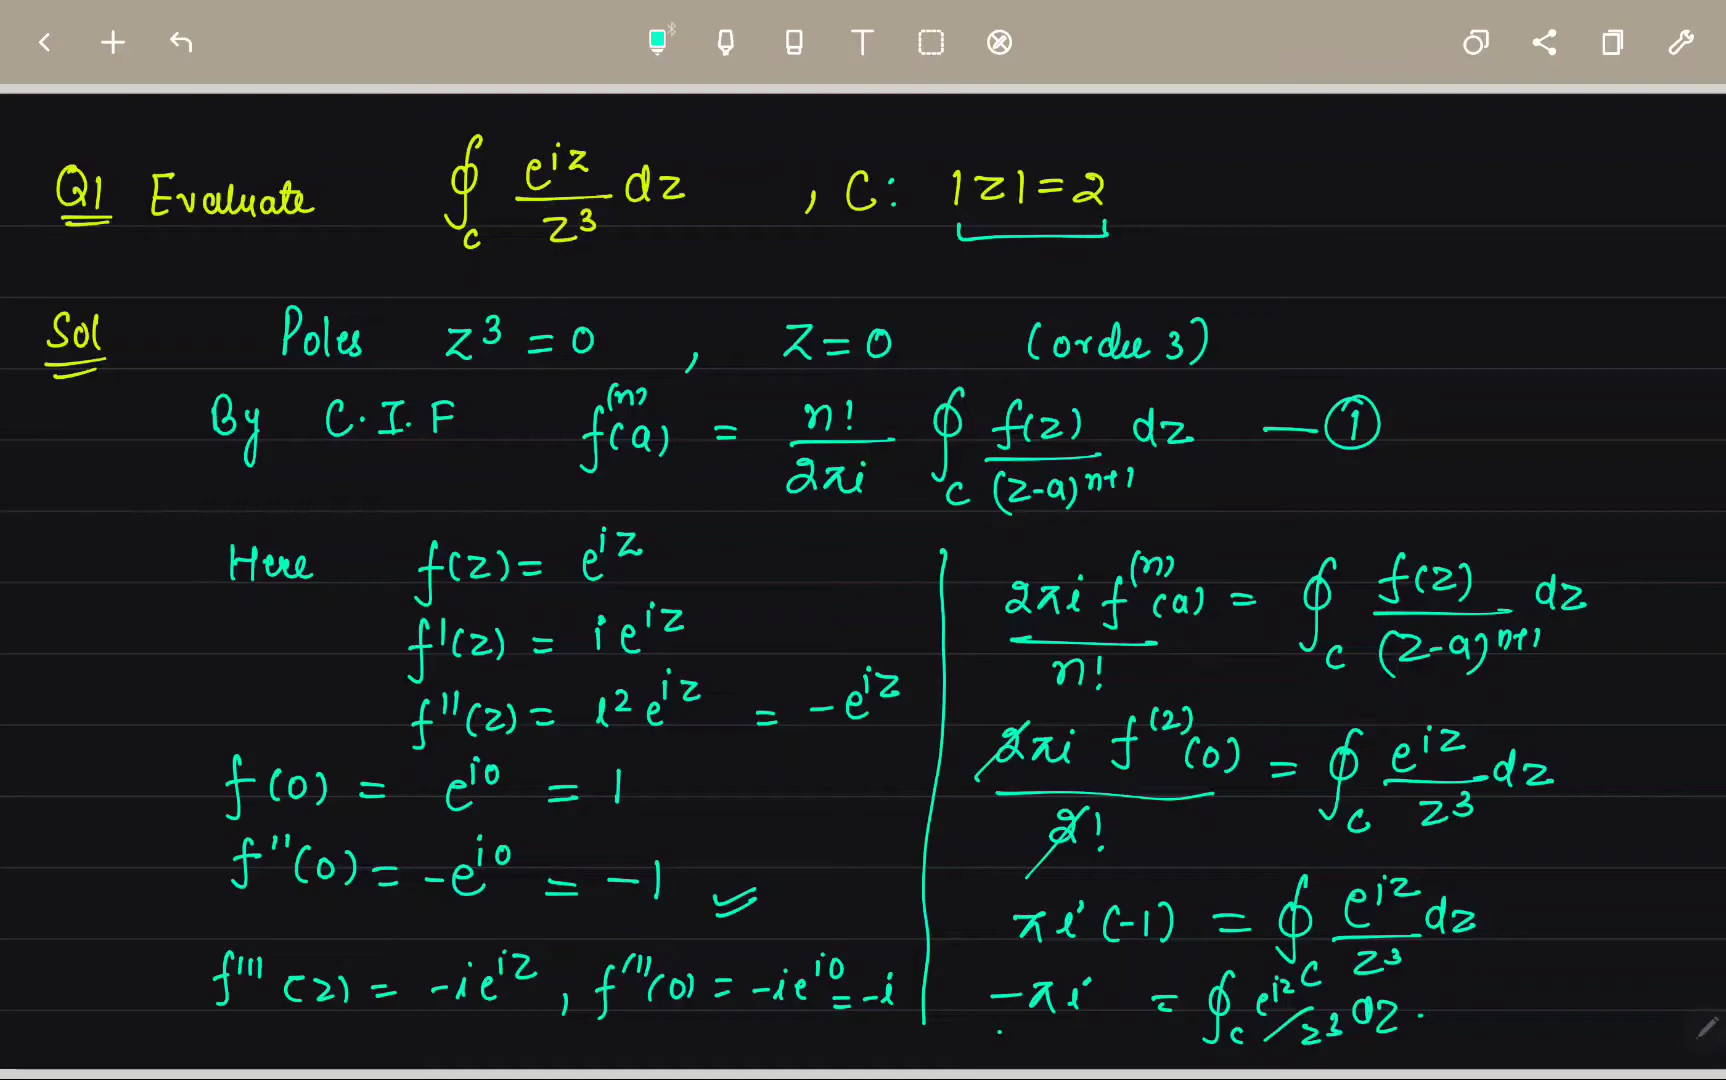 Q1 Evaluate ∮_C e^{iz}/z^3 dz , C: |z|=2
Sol Poles z^3 = 0 , z=0 (order 3)
By C.I.F f^{(n)}(a) = n!/2πi ∮_C f(z)/(z-a)^{n+1} dz — ①
Here f(z) = e^{iz}
f'(z) = i e^{iz}
f''(z) = i^2 e^{iz} = -e^{iz}
f(0) = e^{i0} = 1
f''(0) = -e^{i0} = -1
f'''(z) = -ie^{iz} , f'''(0) = -ie^{i0} = -i
2πi f^{(n)}(a)/n! = ∮_C f(z)/(z-a)^{n+1} dz
2πi f^{(2)}(0)/2! = ∮_C e^{iz}/z^3 dz
πi(-1) = ∮_C e^{iz}/z^3 dz
-πi = ∮_C e^{iz}/z^3 dz.